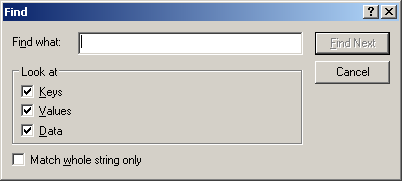 Find
Find what:
Find Next
Look at
Cancel
Keys
Values
Data
Match whole string only